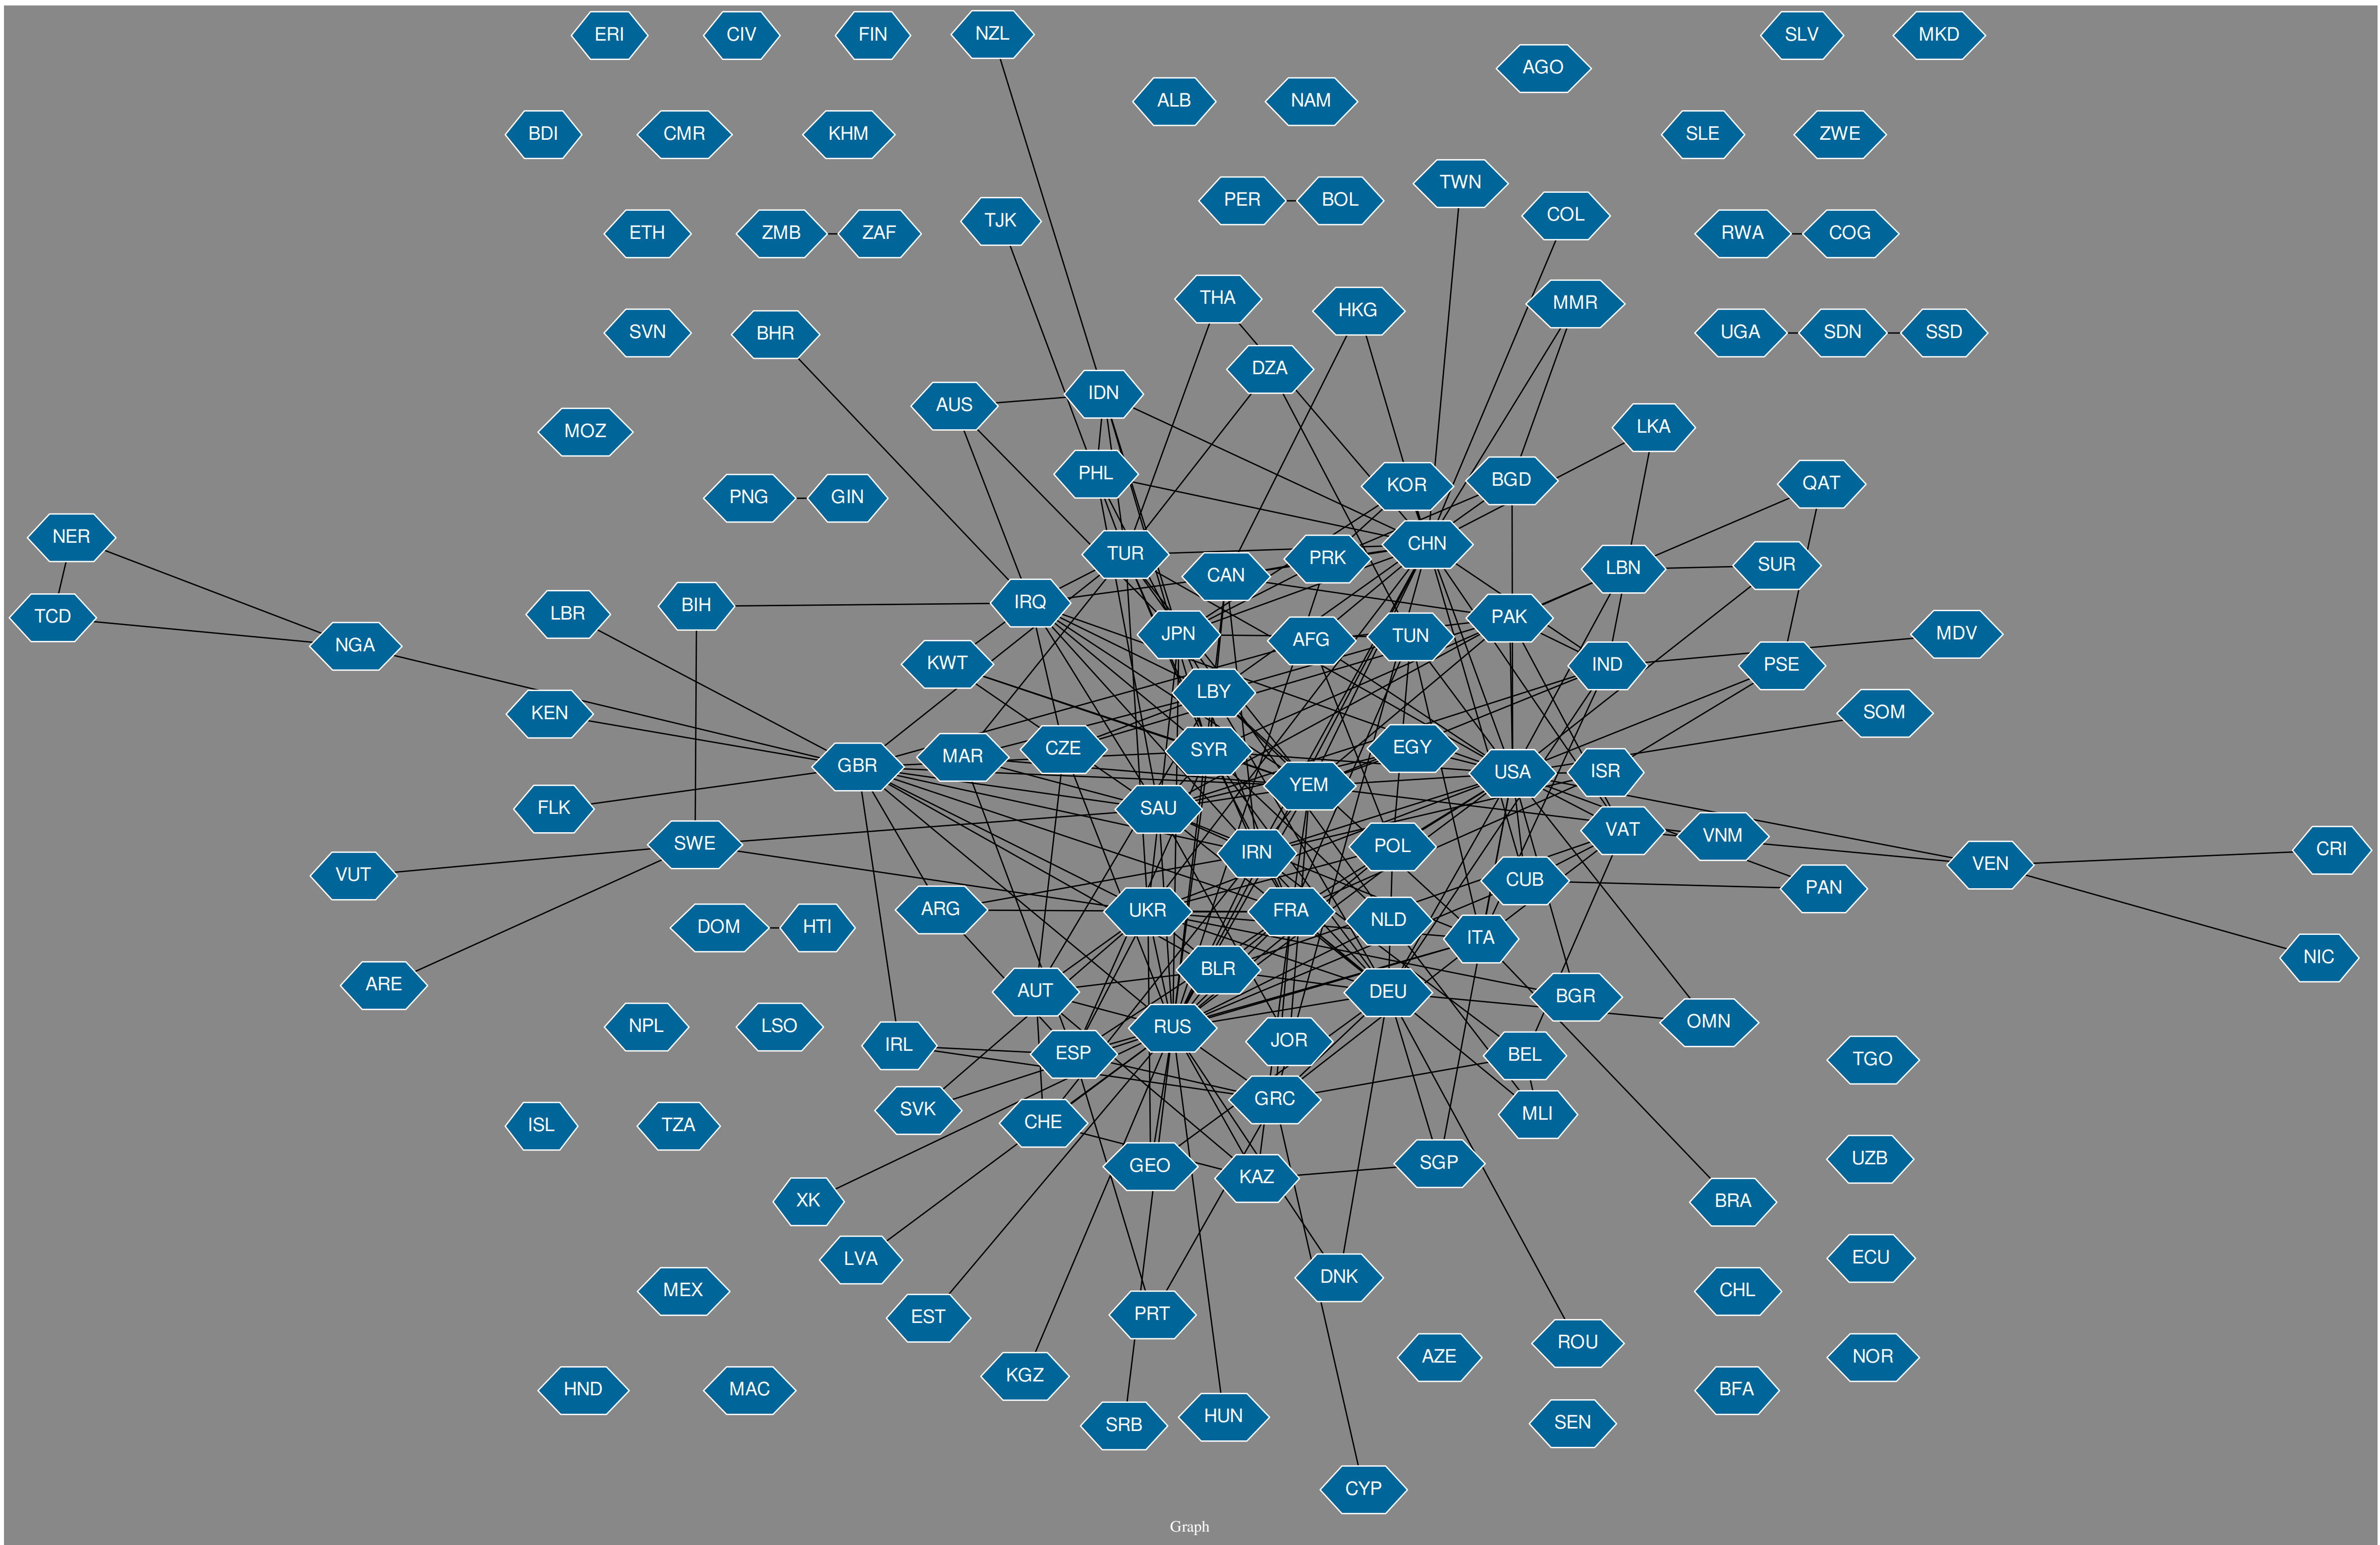 ERI
CIV
FIN
NZL
SLV
MKD
AGO
ALB
NAM
BDI
CMR
KHM
SLE
ZWE
TWN
PER
BOL
COL
TJK
ETH
ZMB
ZAF
RWA
COG
THA
HKG
MMR
SVN
BHR
UGA
SDN
SSD
DZA
IDN
AUS
MOZ
LKA
PHL
KOR
BGD
QAT
PNG
GIN
NER
TUR
CHN
PRK
LBN
SUR
CAN
IRQ
BIH
LBR
TCD
PAK
JPN
AFG
TUN
MDV
NGA
KWT
IND
PSE
LBY
KEN
SOM
CZE
SYR
EGY
MAR
GBR
USA
ISR
YEM
FLK
SAU
VAT
VNM
SWE
POL
IRN
CRI
VEN
VUT
CUB
PAN
ARG
UKR
FRA
NLD
DOM
HTI
ITA
NIC
BLR
ARE
AUT
DEU
BGR
OMN
NPL
LSO
RUS
JOR
IRL
ESP
BEL
TGO
GRC
SVK
MLI
CHE
ISL
TZA
UZB
SGP
GEO
KAZ
XK
BRA
LVA
ECU
DNK
MEX
CHL
PRT
EST
ROU
AZE
NOR
KGZ
HND
MAC
BFA
HUN
SRB
SEN
CYP
Graph